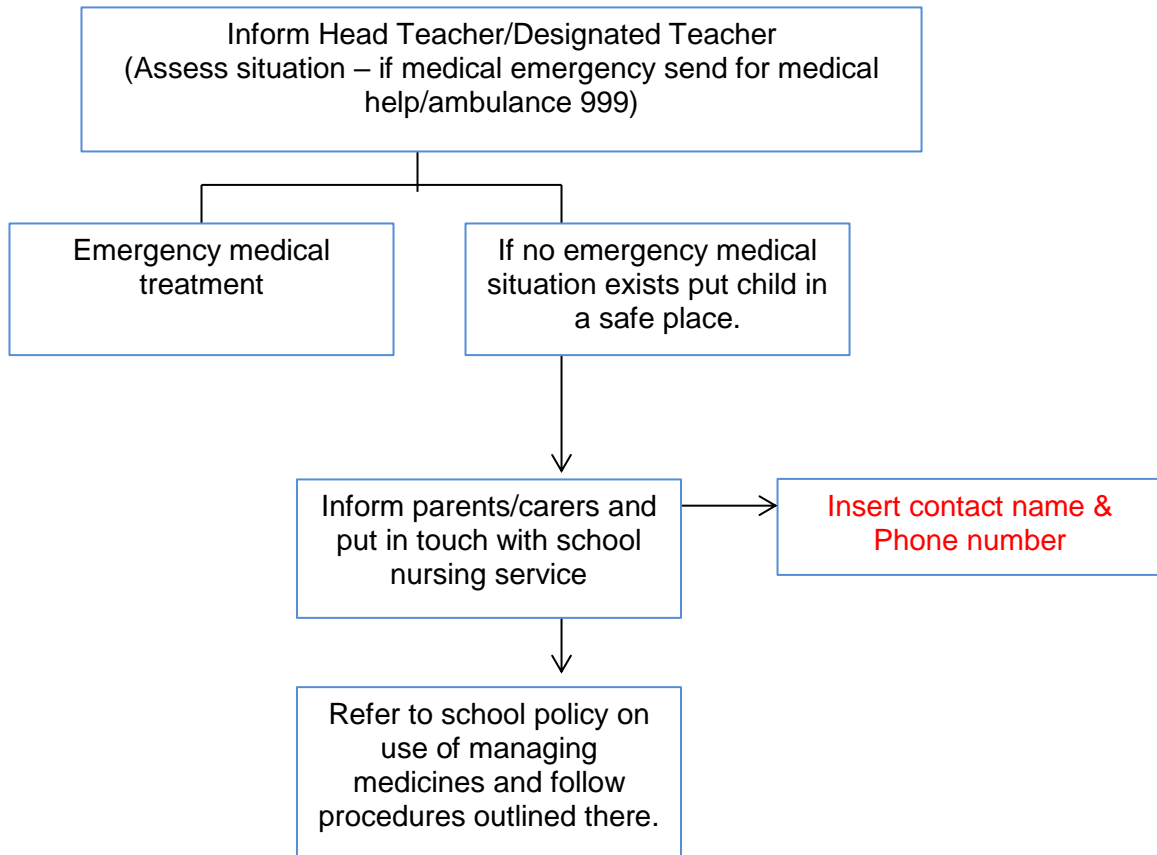 Inform Head Teacher/Designated Teacher
(Assess situation – if medical emergency send for medical
help/ambulance 999)
Emergency medical
treatment
If no emergency medical
situation exists put child in
a safe place.
Inform parents/carers and
put in touch with school
nursing service
Insert contact name &
Phone number
Refer to school policy on
use of managing
medicines and follow
procedures outlined there.